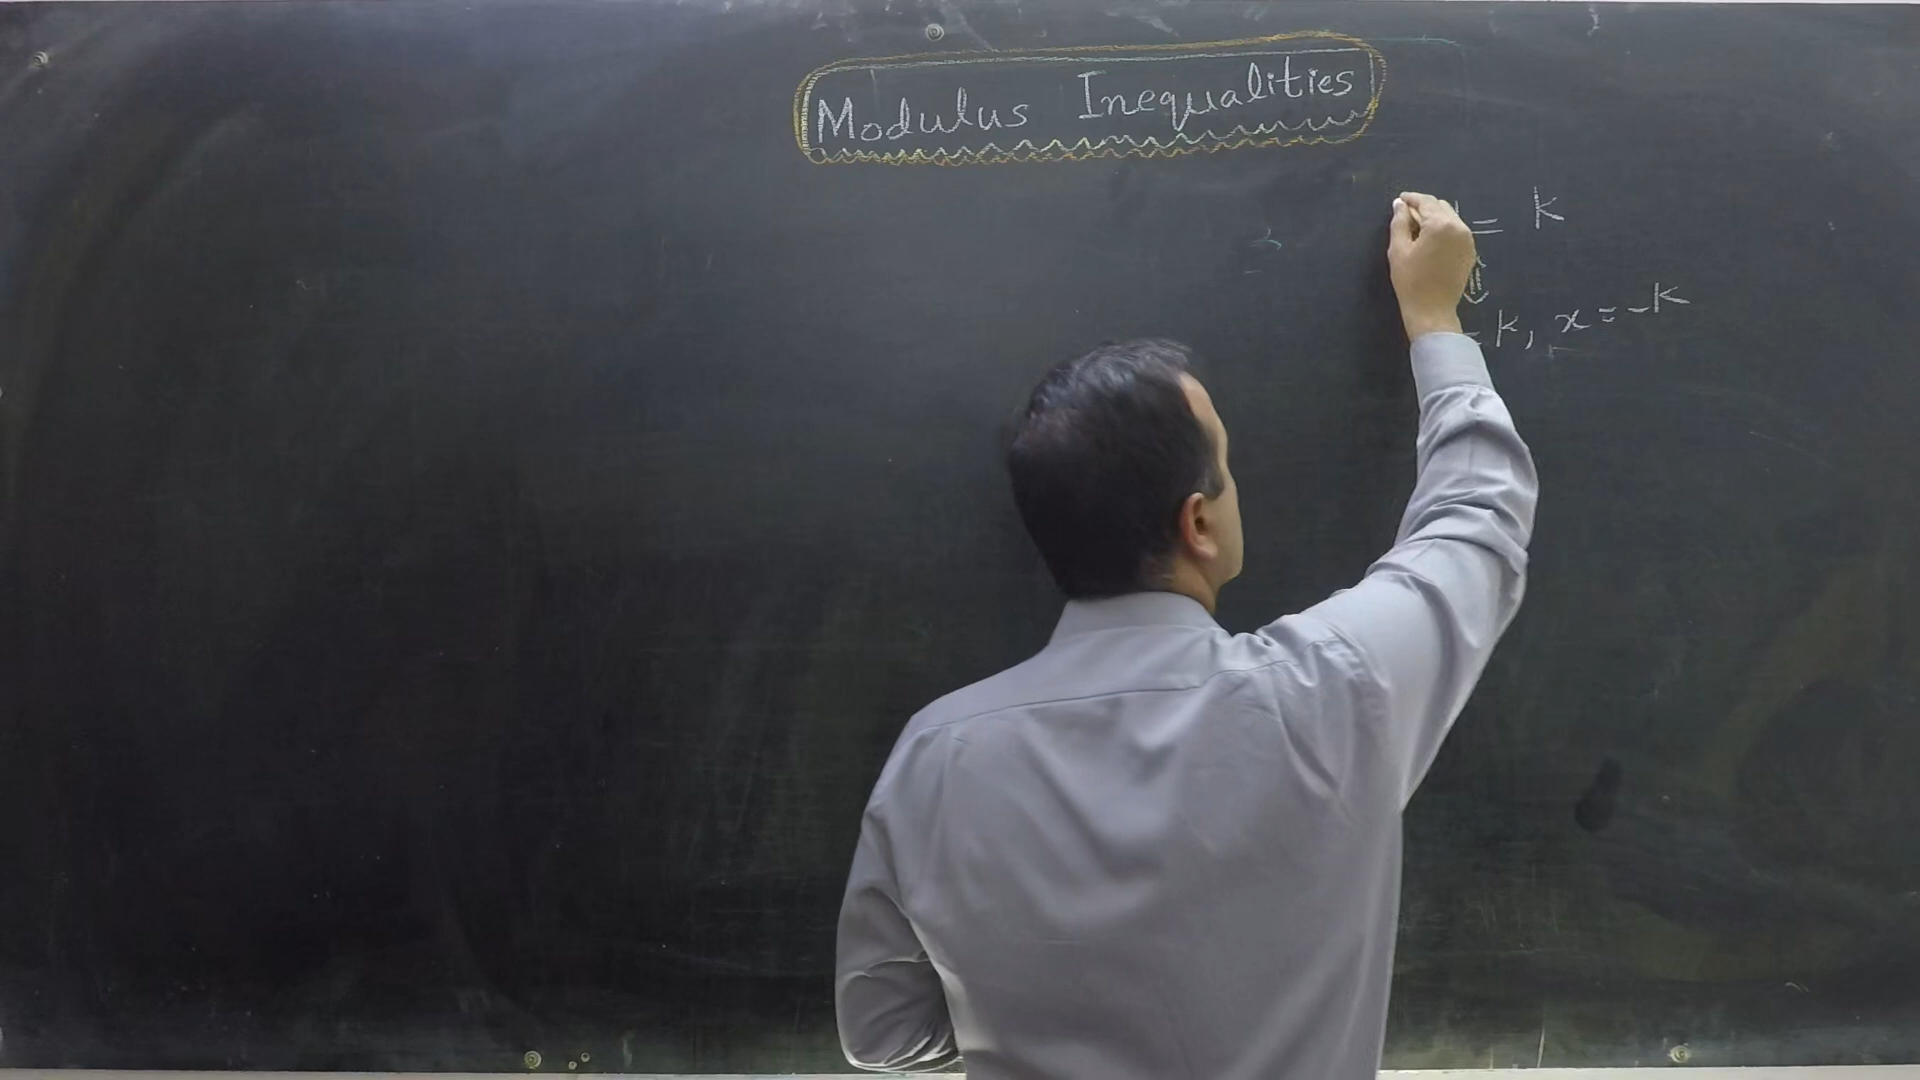 Modulus Inequalities
= k
⇕
= k, x = -k